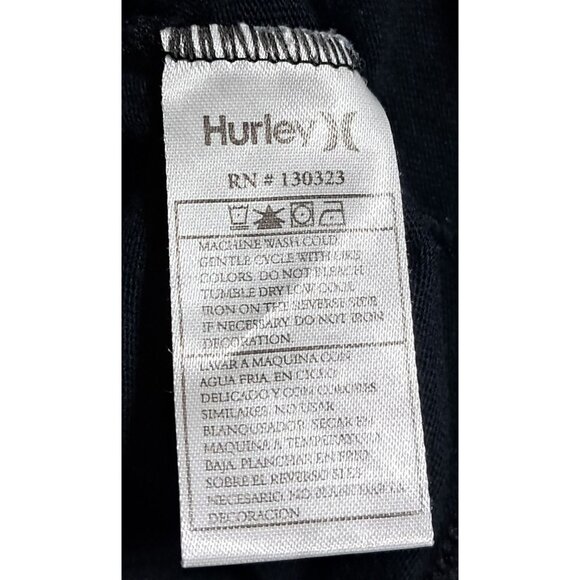 Hurley
RN # 130323
MACHINE WASH COLD
GENTLE CYCLE WITH LIKE
COLORS. DO NOT BLEACH
TUMBLE DRY LOW COOL
IRON ON THE REVERSE SIDE
IF NECESSARY. DO NOT IRON
DECORATION.
LAVAR A MAQUINA CON
AGUA FRIA. EN CICLO
DELICADO Y CON COLORES
SIMILARES. NO USAR
BLANQUEADOR. SECAR EN
MAQUINA A TEMPERATURA
BAJA. PLANCHAR EN FRIO
SOBRE EL REVERSO SI ES
NECESARIO. NO PLANCHAR LA
DECORACION.